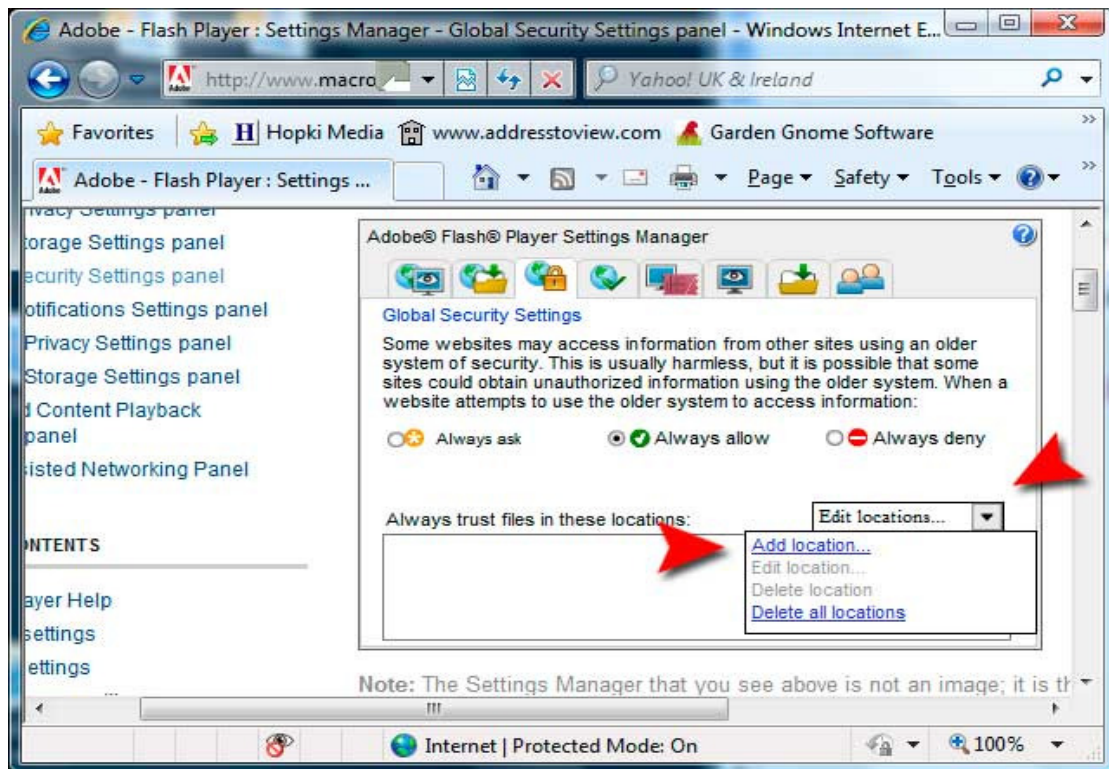 Adobe - Flash Player : Settings Manager - Global Security Settings panel - Windows Internet E...
http://www.macro
Yahoo! UK & Ireland
Favorites
H Hopki Media
www.addresstoview.com
Garden Gnome Software
Adobe - Flash Player : Settings ...
Page
Safety
Tools
ivacy Settings panel
torage Settings panel
ecurity Settings panel
otifications Settings panel
Privacy Settings panel
Storage Settings panel
d Content Playback
panel
sisted Networking Panel
NTENTS
ayer Help
settings
ettings
Adobe® Flash® Player Settings Manager
Global Security Settings
Some websites may access information from other sites using an older
system of security. This is usually harmless, but it is possible that some
sites could obtain unauthorized information using the older system. When a
website attempts to use the older system to access information:
Always ask
Always allow
Always deny
Always trust files in these locations:
Edit locations...
Add location...
Edit location...
Delete location
Delete all locations
Note: The Settings Manager that you see above is not an image; it is th
Internet | Protected Mode: On
100%